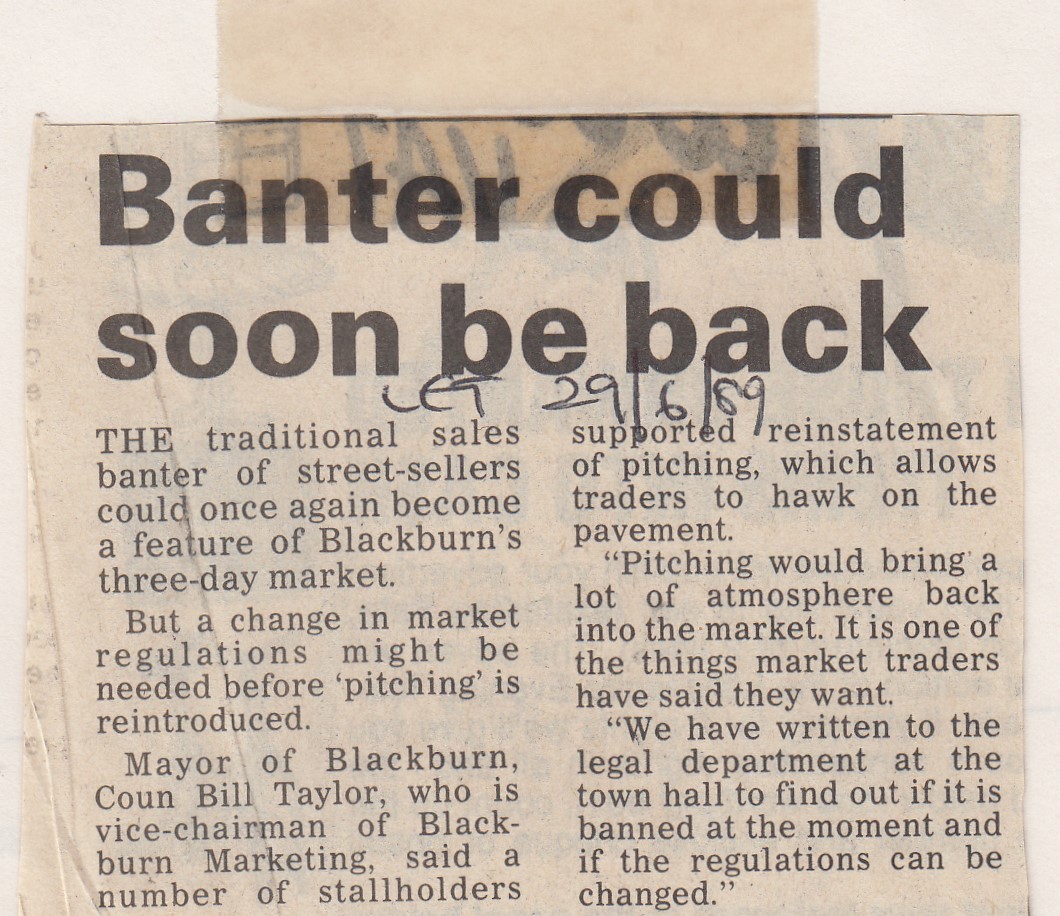 Banter could
soon be back
LET 29/6/89
THE traditional sales
banter of street-sellers
could once again become
a feature of Blackburn's
three-day market.
But a change in market
regulations might be
needed before 'pitching' is
reintroduced.
Mayor of Blackburn,
Coun Bill Taylor, who is
vice-chairman of Black-
burn Marketing, said a
number of stallholders
supported reinstatement
of pitching, which allows
traders to hawk on the
pavement.
"Pitching would bring a
lot of atmosphere back
into the market. It is one of
the things market traders
have said they want.
"We have written to the
legal department at the
town hall to find out if it is
banned at the moment and
if the regulations can be
changed."